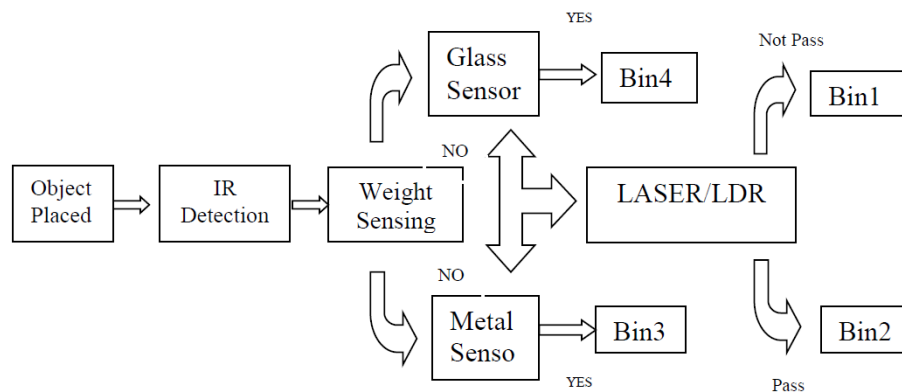 YES
Glass
Sensor
Bin4
Not Pass
Bin1
NO
Object
Placed
IR
Detection
Weight
Sensing
LASER/LDR
NO
Metal
Senso
Bin3
YES
Bin2
Pass